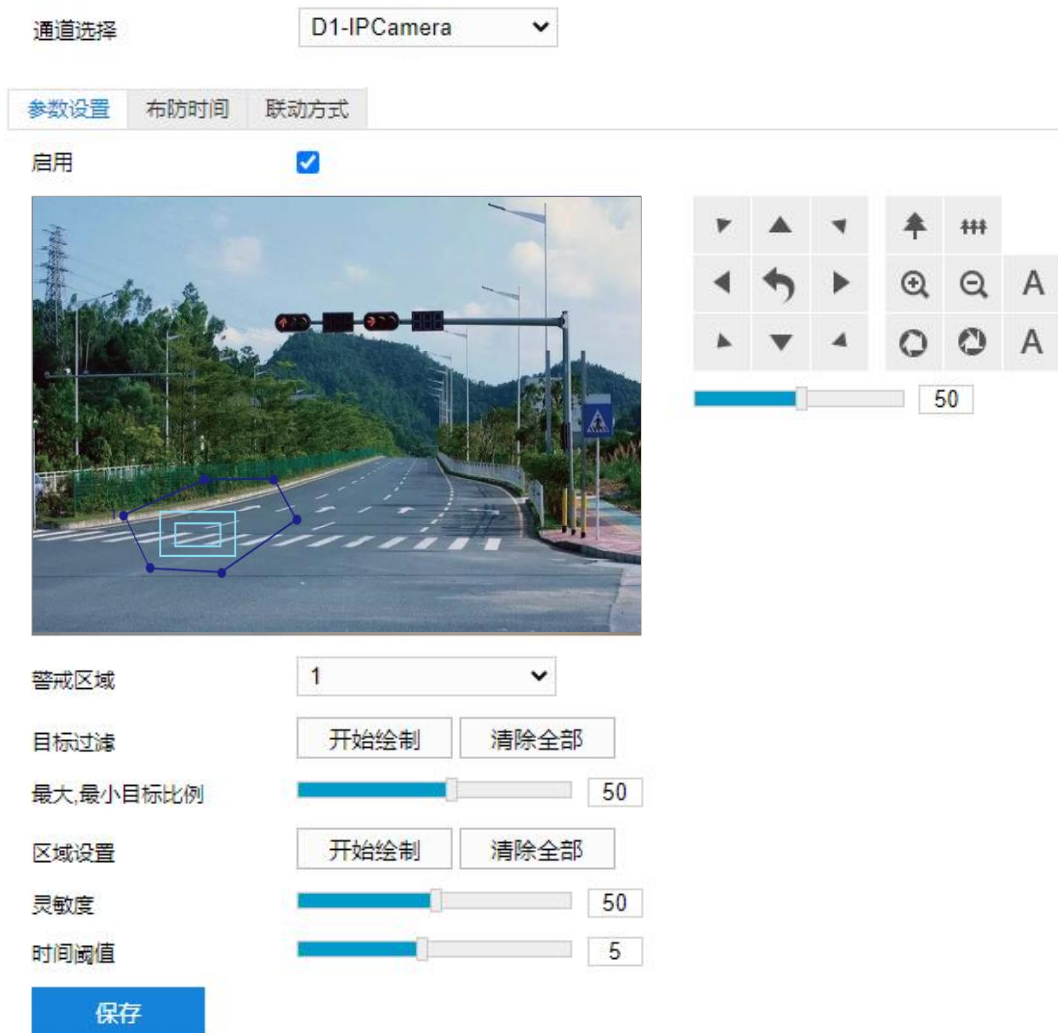 通道选择 D1-IPCamera
参数设置 布防时间 联动方式
启用
A
A
50
警戒区域 1
目标过滤 开始绘制 清除全部
最大,最小目标比例 50
区域设置 开始绘制 清除全部
灵敏度 50
时间阈值 5
保存